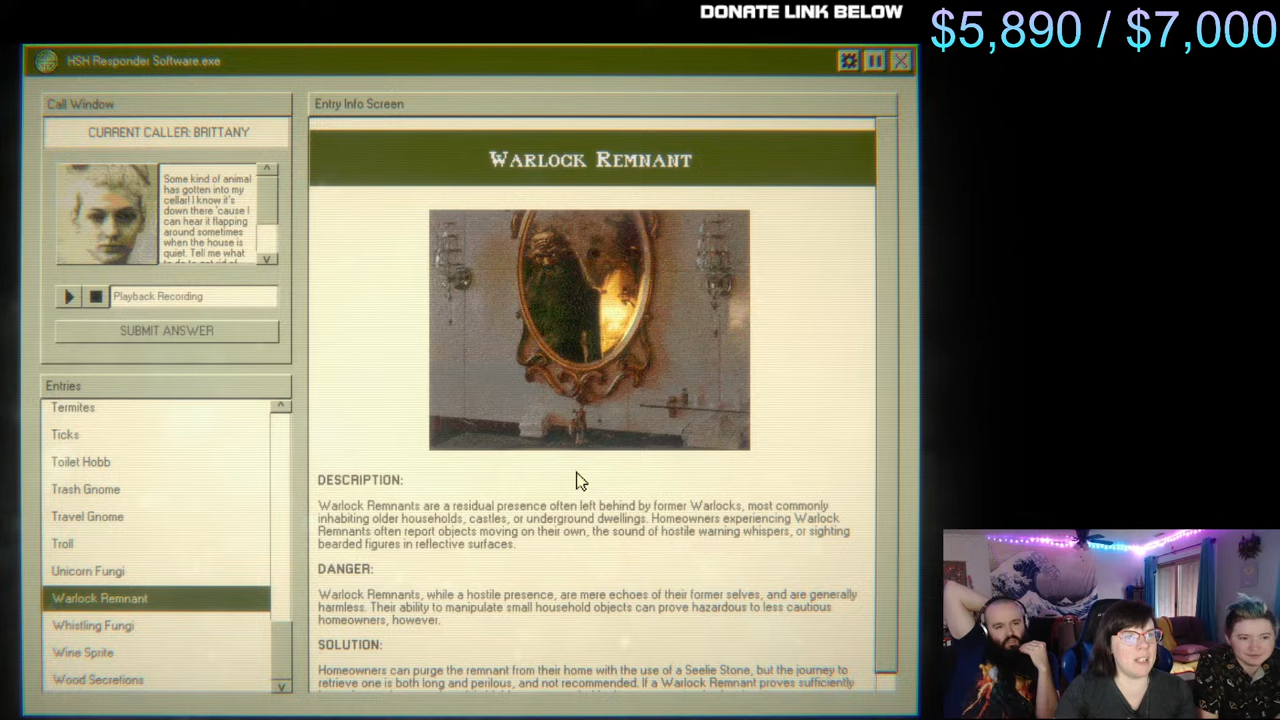 DONATE LINK BELOW
$5,890 / $7,000
HSH Responder Software.exe
Call Window
CURRENT CALLER: BRITTANY
Some kind of animal
has gotten into my
cellar! I know it's
down there 'cause I
can hear it flapping
around sometimes
when the house is
quiet. Tell me what
Playback Recording
SUBMIT ANSWER
Entries
Termites
Ticks
Toilet Hobb
Trash Gnome
Travel Gnome
Troll
Unicorn Fungi
Warlock Remnant
Whistling Fungi
Wine Sprite
Wood Secretions
Entry Info Screen
WARLOCK REMNANT
DESCRIPTION:
Warlock Remnants are a residual presence often left behind by former Warlocks, most commonly
inhabiting older households, castles, or underground dwellings. Homeowners experiencing Warlock
Remnants often report objects moving on their own, the sound of hostile warning whispers, or sighting
bearded figures in reflective surfaces.
DANGER:
Warlock Remnants, while a hostile presence, are mere echoes of their former selves, and are generally
harmless. Their ability to manipulate small household objects can prove hazardous to less cautious
homeowners, however.
SOLUTION:
Homeowners can purge the remnant from their home with the use of a Seelie Stone, but the journey to
retrieve one is both long and perilous, and not recommended. If a Warlock Remnant proves sufficiently